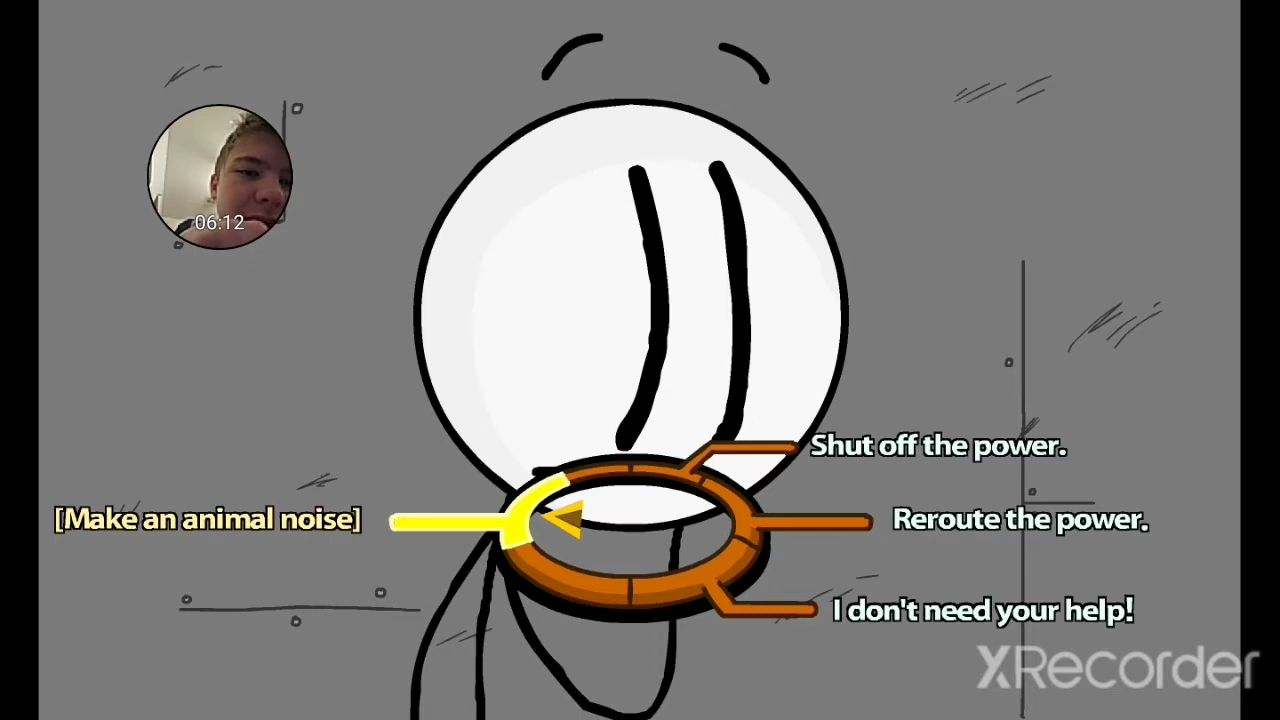 06:12
Shut off the power.
[Make an animal noise]
Reroute the power.
I don't need your help!
XRecorder